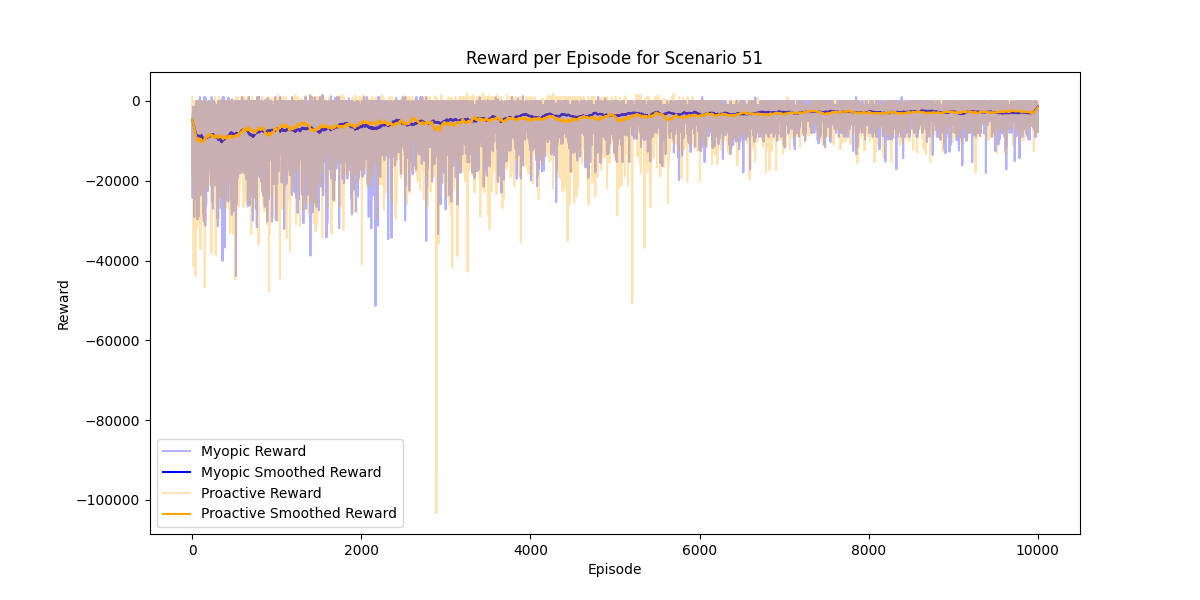 Reward per Episode for Scenario 51
0
−20000
−40000
−60000
−80000
−100000
Reward
Myopic Reward
Myopic Smoothed Reward
Proactive Reward
Proactive Smoothed Reward
0 2000 4000 6000 8000 10000
Episode